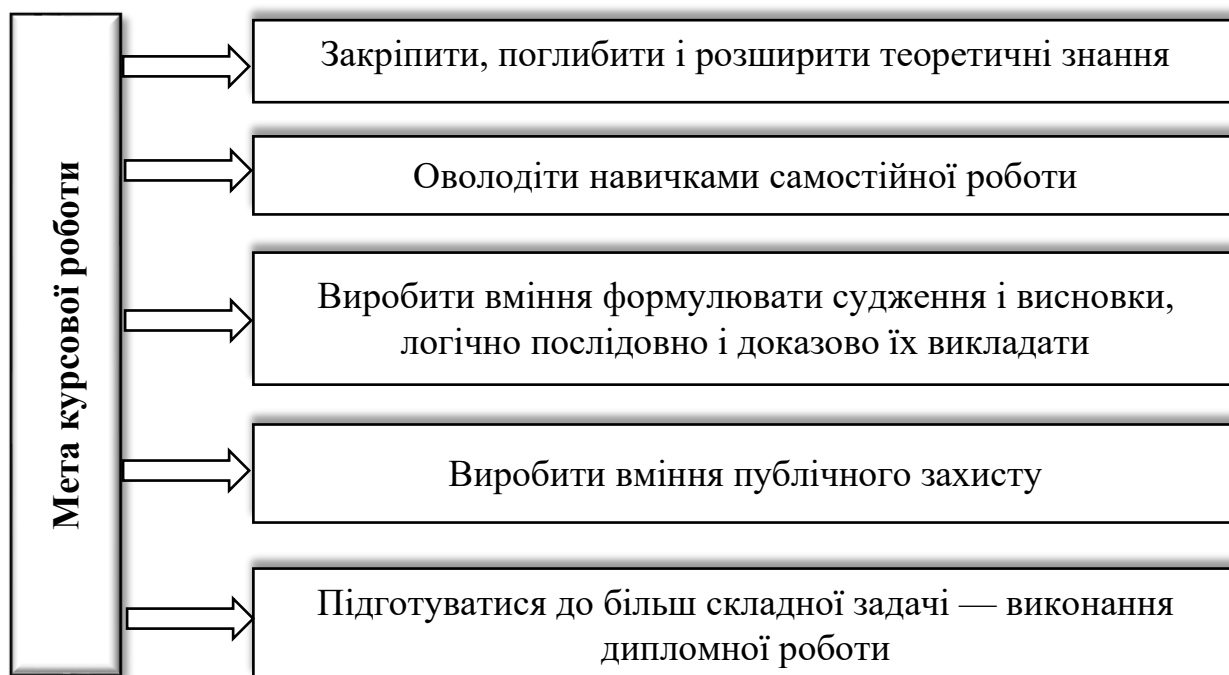 Мета курсової роботи
Закріпити, поглибити і розширити теоретичні знання
Оволодіти навичками самостійної роботи
Виробити вміння формулювати судження і висновки,
логічно послідовно і доказово їх викладати
Виробити вміння публічного захисту
Підготуватися до більш складної задачі — виконання
дипломної роботи